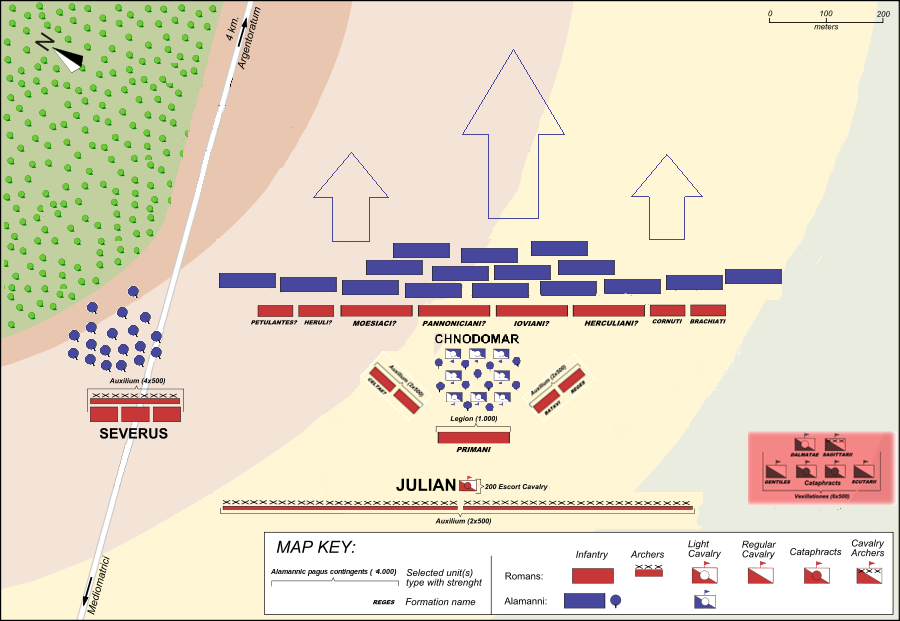 N
4 km.
Argentoratum
0 100 200
meters
PETULANTES? HERULI? MOESIACI? PANNONICIANI? IOVIANI? HERCULIANI? CORNUTI BRACHIATI
CHNODOMAR
Auxilium (2x500)
CELTAE?
Auxilium (2x500)
BATAVI REGES
Auxilium (4x500)
SEVERUS
Legion (1.000)
PRIMANI
DALMATAE SAGITTARII
GENTILES Cataphracts SCUTARII
Vexillationes (6x500)
JULIAN 200 Escort Cavalry
Auxilium (2x500)
Mediomatrici
MAP KEY:
Alamannic pagus contingents ( 4.000) Selected unit(s)
type with strenght
REGES Formation name
Infantry Archers Light
Cavalry Regular
Cavalry Cataphracts Cavalry
Archers
Romans:
Alamanni: